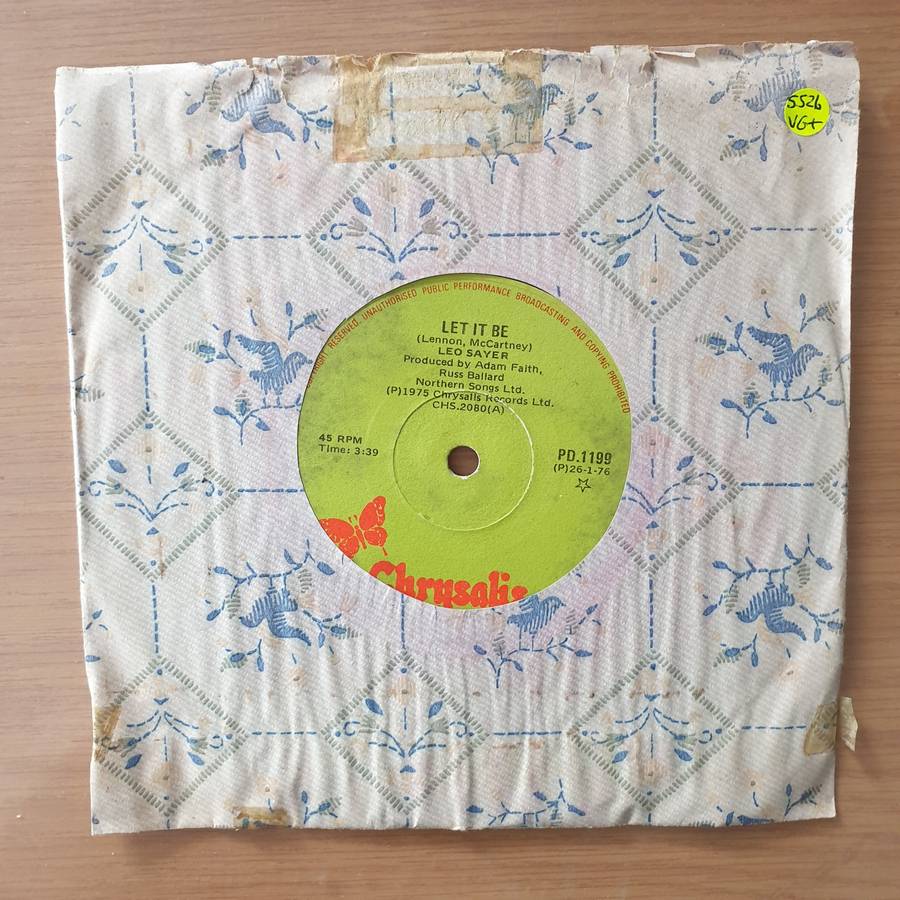 5526
VG+
RESERVED UNAUTHORISED PUBLIC PERFORMANCE BROADCASTING AND COPYING PROHIBITED
LET IT BE
(Lennon, McCartney)
LEO SAYER
Produced by Adam Faith,
Russ Ballard
Northern Songs Ltd.
(P)1975 Chrysalis Records Ltd.
CHS.2080(A)
45 RPM
Time: 3:39
PD.1199
(P)26-1-76
Chrysalis